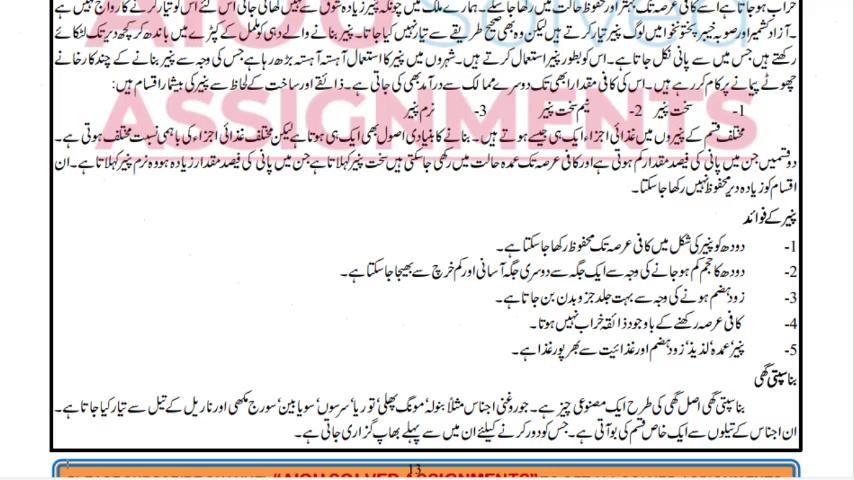 خراب ہو جاتا ہے اسے کافی عرصہ تک بہتر اور محفوظ حالت میں رکھا جا سکے۔ ہمارے ملک میں چونکہ پنیر زیادہ شوق سے نہیں کھائی جاتی اس لئے اس کو تیار کرنے کا رواج نہیں ہے
۔ آزاد کشمیر اور صوبہ خیبر پختونخوا میں لوگ پنیر تیار کرتے ہیں لیکن وہ بھی صحیح طریقے سے تیار نہیں کیا جاتا۔ پنیر بنانے والے دہی کو ململ کے کپڑے میں باندھ کر کچھ دیر تک لٹکائے
رکھتے ہیں جس میں سے پانی نکل جاتا ہے۔ اس کو بطور پنیر استعمال کرتے ہیں۔ شہروں میں پنیر کا استعمال آہستہ آہستہ بڑھ رہا ہے جس کی وجہ سے پنیر بنانے کے چند کارخانے
چھوٹے پیمانے پر کام کر رہے ہیں۔ اس کی کافی مقدار ابھی تک دوسرے ممالک سے درآمد بھی کی جاتی ہے۔ ذائقے اور ساخت کے لحاظ سے پنیر کی بیشمار اقسام ہیں:
1- سخت پنیر 2- نیم سخت پنیر 3- نرم پنیر
مختلف قسم کے پنیروں میں غذائی اجزاء ایک ہی جیسے ہوتے ہیں۔ بنانے کا بنیادی اصول بھی ایک ہی ہوتا ہے لیکن مختلف غذائی اجزاء کی باہمی نسبت مختلف ہوتی ہے۔
دو قسمیں جن میں پانی کی فیصد مقدار کم ہوتی ہے اور کافی عرصہ تک عمدہ حالت میں رکھی جا سکتی ہیں سخت پنیر کہلاتا ہے جن میں پانی کی فیصد مقدار زیادہ ہو وہ نرم پنیر کہلاتا ہے۔ ان
اقسام کو زیادہ دیر محفوظ نہیں رکھا جا سکتا۔
پنیر کے فوائد
1- دودھ کو پنیر کی شکل میں کافی عرصہ تک محفوظ رکھا جا سکتا ہے۔
2- دودھ کا حجم کم ہو جانے کی وجہ سے ایک جگہ سے دوسری جگہ آسانی اور کم خرچ سے بھیجا جا سکتا ہے۔
3- زود ہضم ہونے کی وجہ سے بہت جلد جزو بدن بن جاتا ہے۔
4- کافی عرصہ رکھنے کے باوجود ذائقہ خراب نہیں ہوتا۔
5- پنیر عمدہ، لذیذ، زود ہضم اور غذائیت سے بھرپور غذا ہے۔
بناسپتی گھی
بناسپتی گھی اصل گھی کی طرح ایک مصنوعی چیز ہے۔ جو روغنی اجناس مثلاً بنولہ، مونگ پھلی، توریا، سرسوں، سویا بین، سورج مکھی اور ناریل کے تیل سے تیار کیا جاتا ہے۔
ان اجناس کے تیلوں سے ایک خاص قسم کی بو آتی ہے۔ جس کو دور کرنے کیلئے ان میں سے پہلے بھاپ گزاری جاتی ہے۔
ASSIGNMENTS
13
"AIOU SOLVED ASSIGNMENTS"